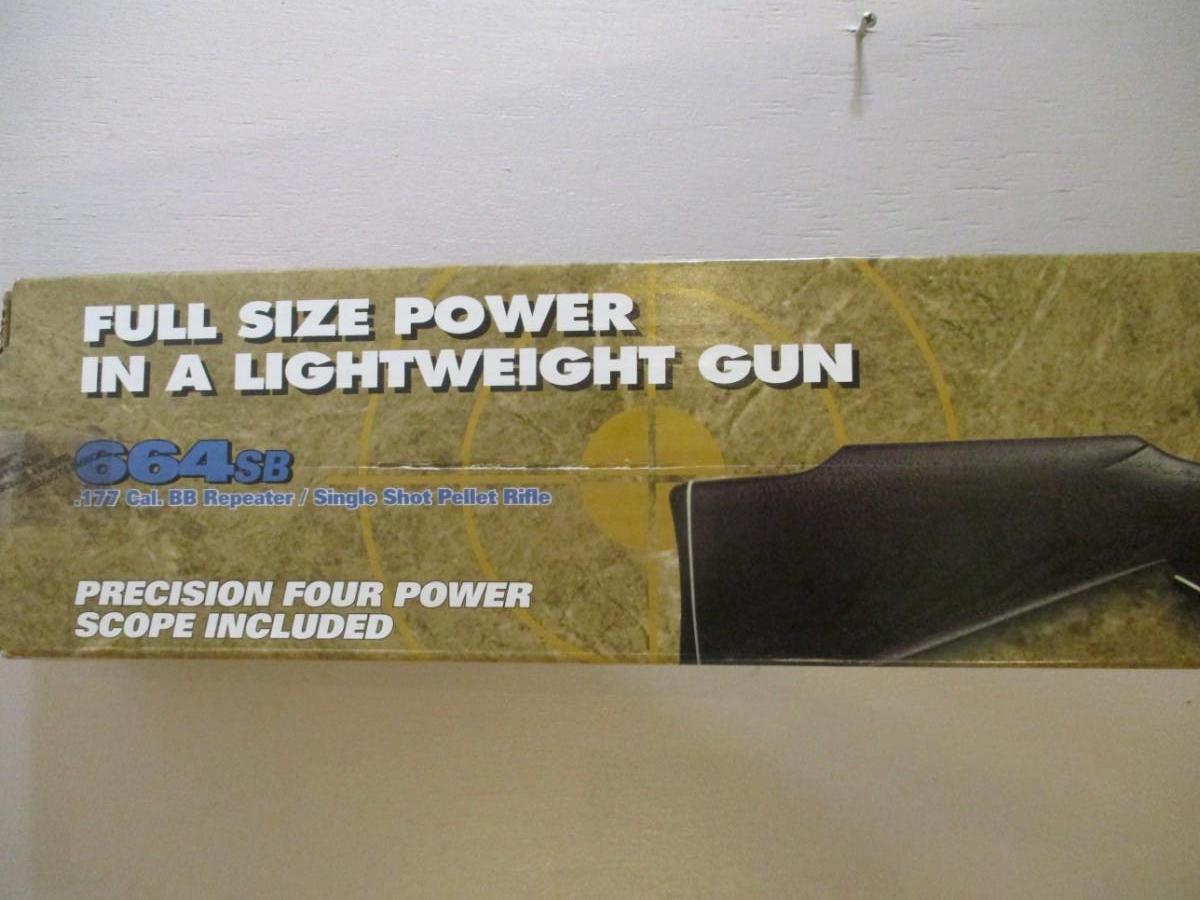 FULL SIZE POWER
IN A LIGHTWEIGHT GUN
664SB
.177 Cal. BB Repeater / Single Shot Pellet Rifle
PRECISION FOUR POWER
SCOPE INCLUDED